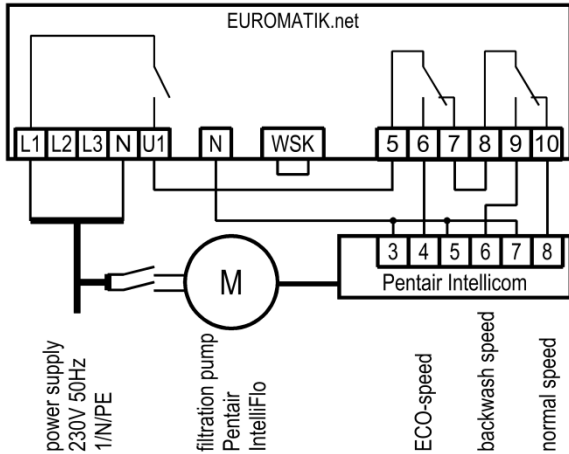 EUROMATIK.net
L1 L2 L3 N U1 N WSK 5 6 7 8 9 10
3 4 5 6 7 8
Pentair Intellicom
M
power supply
230V 50Hz
1/N/PE
filtration pump
Pentair
IntelliFlo
ECO-speed
backwash speed
normal speed